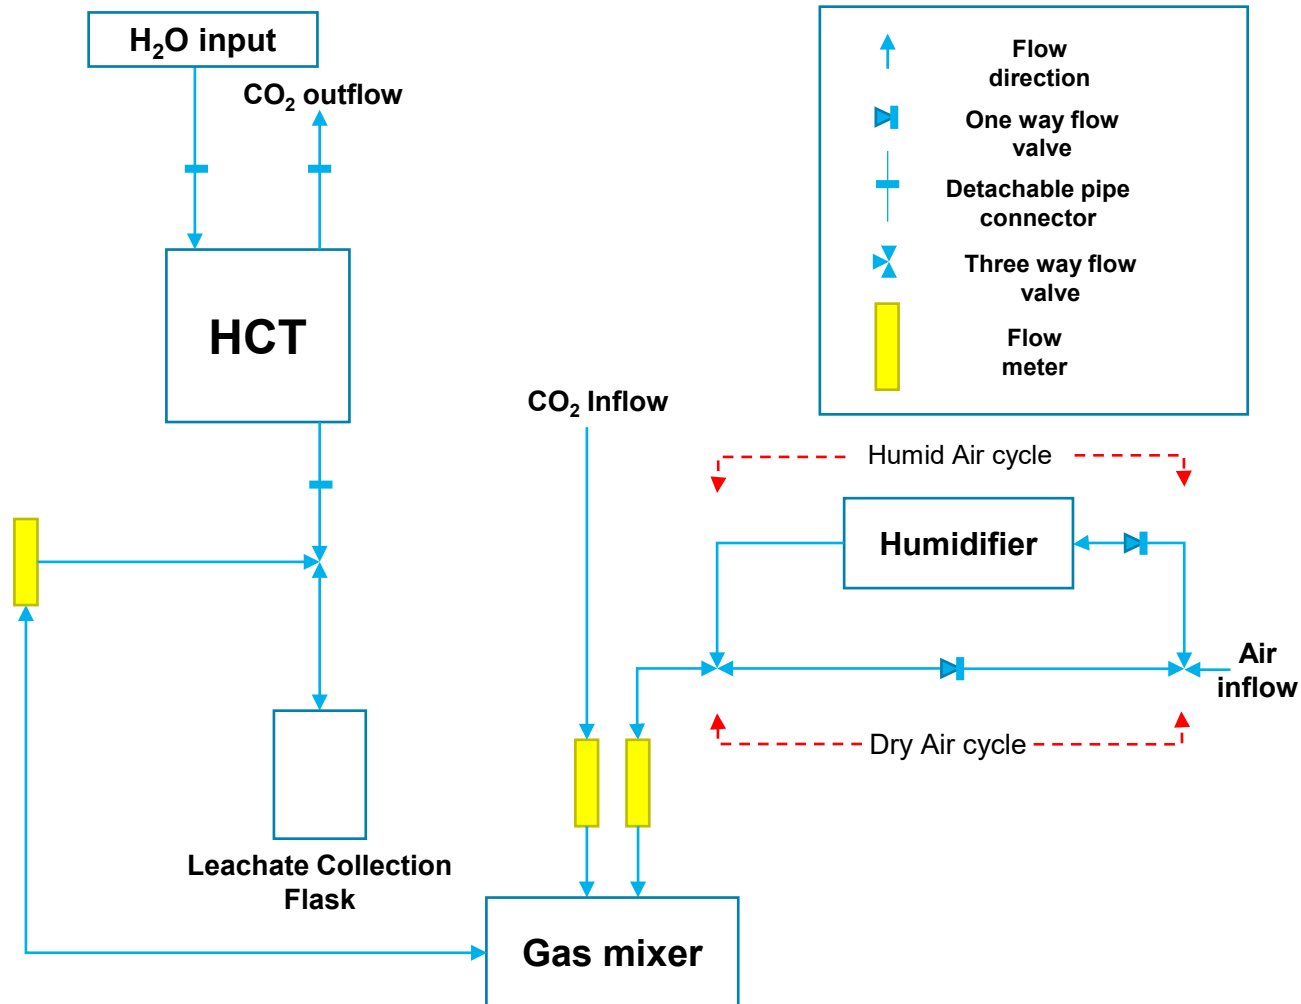 H₂O input
CO₂ outflow
HCT
Leachate Collection
Flask
CO₂ Inflow
Gas mixer
Humid Air cycle
Humidifier
Air
inflow
Dry Air cycle
Flow
direction
One way flow
valve
Detachable pipe
connector
Three way flow
valve
Flow
meter